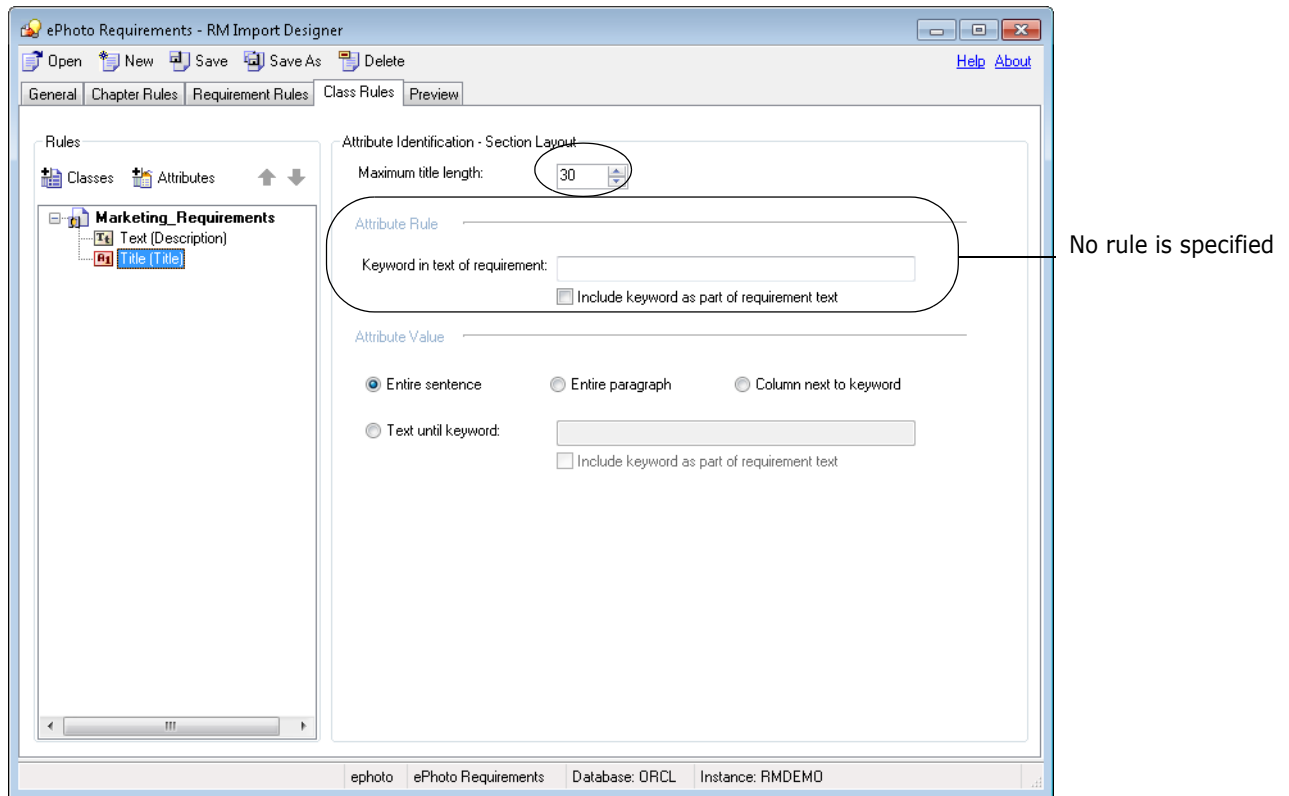 ePhoto Requirements - RM Import Designer
Open New Save Save As Delete Help About
General Chapter Rules Requirement Rules Class Rules Preview
Rules
Classes Attributes
Marketing_Requirements
Text (Description)
Title (Title)
Attribute Identification - Section Layout
Maximum title length: 30
Attribute Rule
Keyword in text of requirement:
Include keyword as part of requirement text
No rule is specified
Attribute Value
Entire sentence Entire paragraph Column next to keyword
Text until keyword:
Include keyword as part of requirement text
ephoto ePhoto Requirements Database: ORCL Instance: RMDEMO